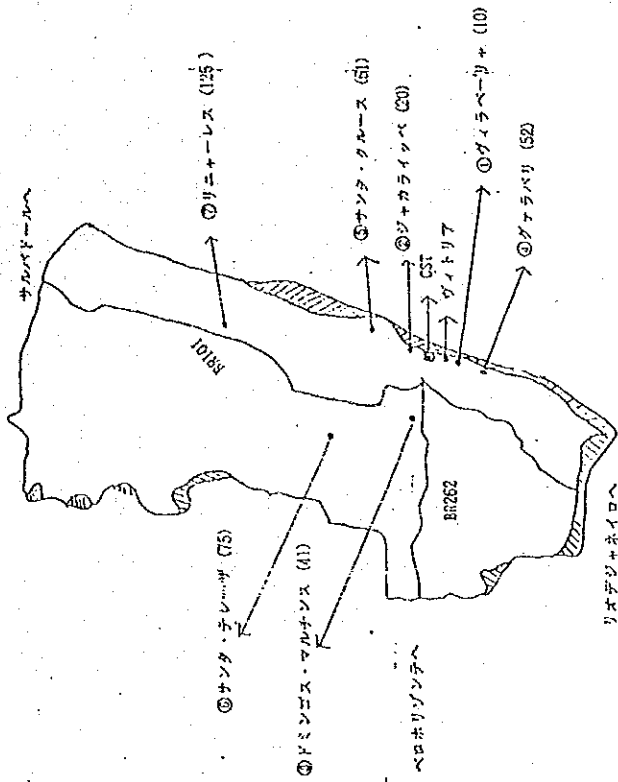 サルバドールへ
⑦リニャーレス (125)
BR101
⑤サンタ・クルース (61)
②ジャカライッペ (20)
CST
ヴィトリア
①ヴィラベーリャ (10)
④グァラパリ (52)
⑥サンタ・テレーザ (75)
ドミンゴス・マルチンス (41)
BR262
ベロホリゾンテへ
リオデジャネイロへ